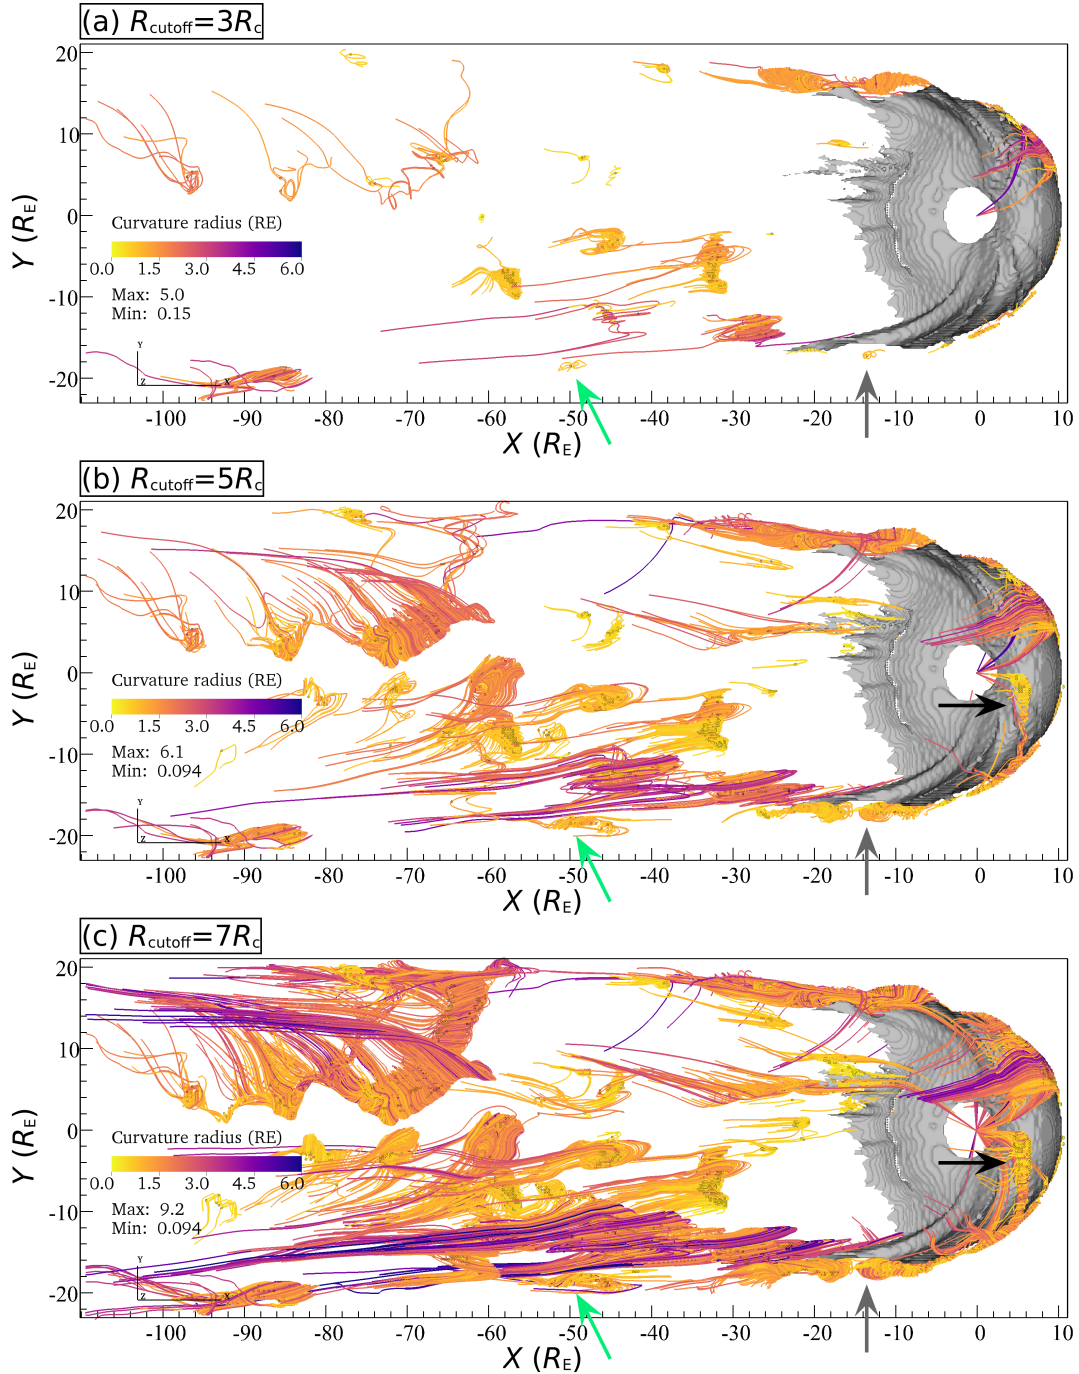 (a) Rcutoff=3Rc
20
10
0
-10
-20
Y (RE)
Curvature radius (RE)
0.0 1.5 3.0 4.5 6.0
Max: 5.0
Min: 0.15
Y
Z X
-100 -90 -80 -70 -60 -50 -40 -30 -20 -10 0 10
X (RE)
(b) Rcutoff=5Rc
20
10
0
-10
-20
Y (RE)
Curvature radius (RE)
0.0 1.5 3.0 4.5 6.0
Max: 6.1
Min: 0.094
Y
Z X
-100 -90 -80 -70 -60 -50 -40 -30 -20 -10 0 10
X (RE)
(c) Rcutoff=7Rc
20
10
0
-10
-20
Y (RE)
Curvature radius (RE)
0.0 1.5 3.0 4.5 6.0
Max: 9.2
Min: 0.094
Y
Z X
-100 -90 -80 -70 -60 -50 -40 -30 -20 -10 0 10
X (RE)